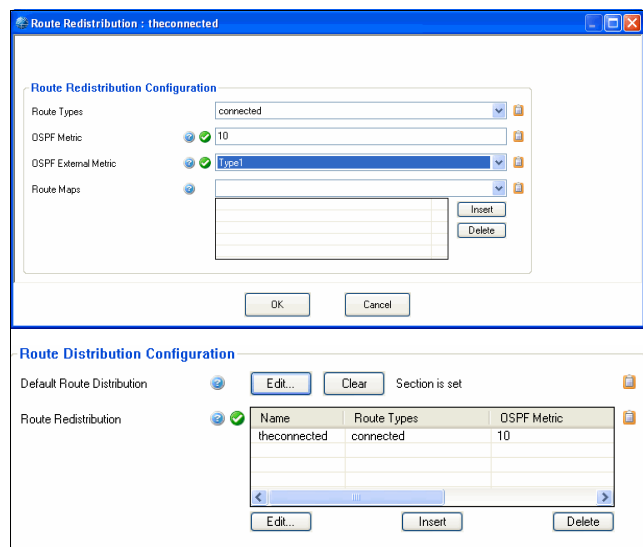 Route Redistribution : theconnected
Route Redistribution Configuration
Route Types connected
OSPF Metric 10
OSPF External Metric Type1
Route Maps
Insert
Delete
OK Cancel
Route Distribution Configuration
Default Route Distribution Edit... Clear Section is set
Route Redistribution
Name Route Types OSPF Metric
theconnected connected 10
Edit... Insert Delete